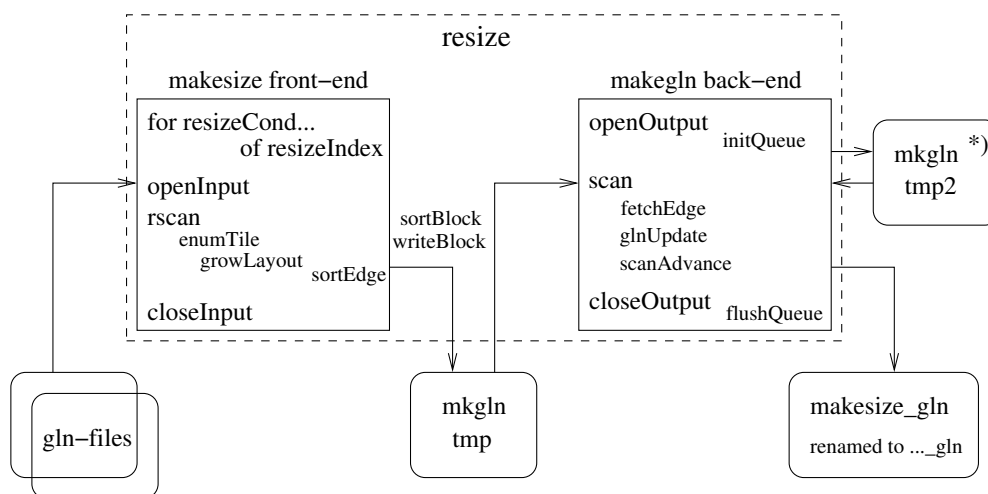 resize
makesize front−end
for resizeCond...
of resizeIndex
openInput
rscan
enumTile
growLayout
sortEdge
closeInput
sortBlock
writeBlock
makegln back−end
openOutput
initQueue
scan
fetchEdge
glnUpdate
scanAdvance
closeOutput
flushQueue
mkgln *)
tmp2
gln−files
mkgln
tmp
makesize_gln
renamed to ..._gln